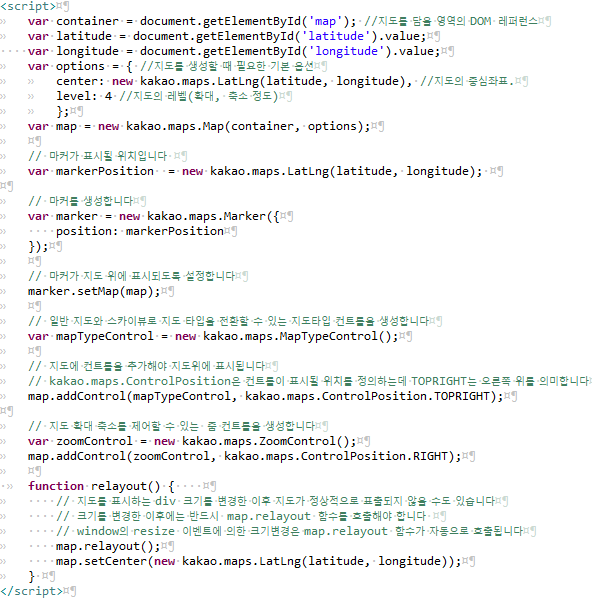 <script>
var container = document.getElementById('map'); //지도를 담을 영역의 DOM 레퍼런스
var latitude = document.getElementById('latitude').value;
var longitude = document.getElementById('longitude').value;
var options = { //지도를 생성할 때 필요한 기본 옵션
center: new kakao.maps.LatLng(latitude, longitude), //지도의 중심좌표.
level: 4 //지도의 레벨(확대, 축소 정도)
};
var map = new kakao.maps.Map(container, options);
// 마커가 표시될 위치입니다
var markerPosition = new kakao.maps.LatLng(latitude, longitude);
// 마커를 생성합니다
var marker = new kakao.maps.Marker({
position: markerPosition
});
// 마커가 지도 위에 표시되도록 설정합니다
marker.setMap(map);
// 일반 지도와 스카이뷰로 지도 타입을 전환할 수 있는 지도타입 컨트롤을 생성합니다
var mapTypeControl = new kakao.maps.MapTypeControl();
// 지도에 컨트롤을 추가해야 지도위에 표시됩니다
// kakao.maps.ControlPosition은 컨트롤이 표시될 위치를 정의하는데 TOPRIGHT는 오른쪽 위를 의미합니다
map.addControl(mapTypeControl, kakao.maps.ControlPosition.TOPRIGHT);
// 지도 확대 축소를 제어할 수 있는 줌 컨트롤을 생성합니다
var zoomControl = new kakao.maps.ZoomControl();
map.addControl(zoomControl, kakao.maps.ControlPosition.RIGHT);
function relayout() {
// 지도를 표시하는 div 크기를 변경한 이후 지도가 정상적으로 표출되지 않을 수도 있습니다
// 크기를 변경한 이후에는 반드시 map.relayout 함수를 호출해야 합니다
// window의 resize 이벤트에 의한 크기변경은 map.relayout 함수가 자동으로 호출됩니다
map.relayout();
map.setCenter(new kakao.maps.LatLng(latitude, longitude));
}
</script>